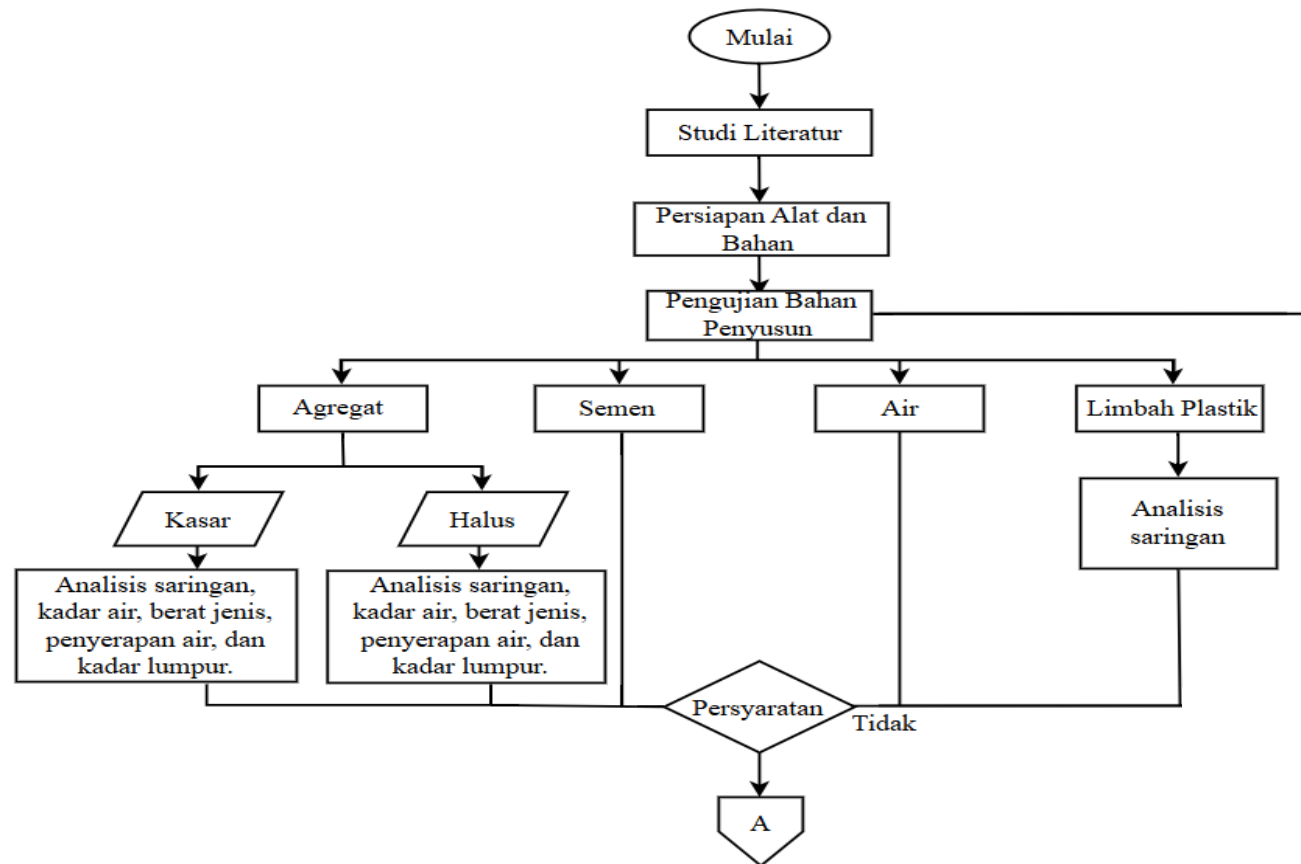 Mulai
Studi Literatur
Persiapan Alat dan
Bahan
Pengujian Bahan
Penyusun
Agregat
Semen
Air
Limbah Plastik
Kasar
Halus
Analisis
saringan
Analisis saringan,
kadar air, berat jenis,
penyerapan air, dan
kadar lumpur.
Analisis saringan,
kadar air, berat jenis,
penyerapan air, dan
kadar lumpur.
Persyaratan
Tidak
A